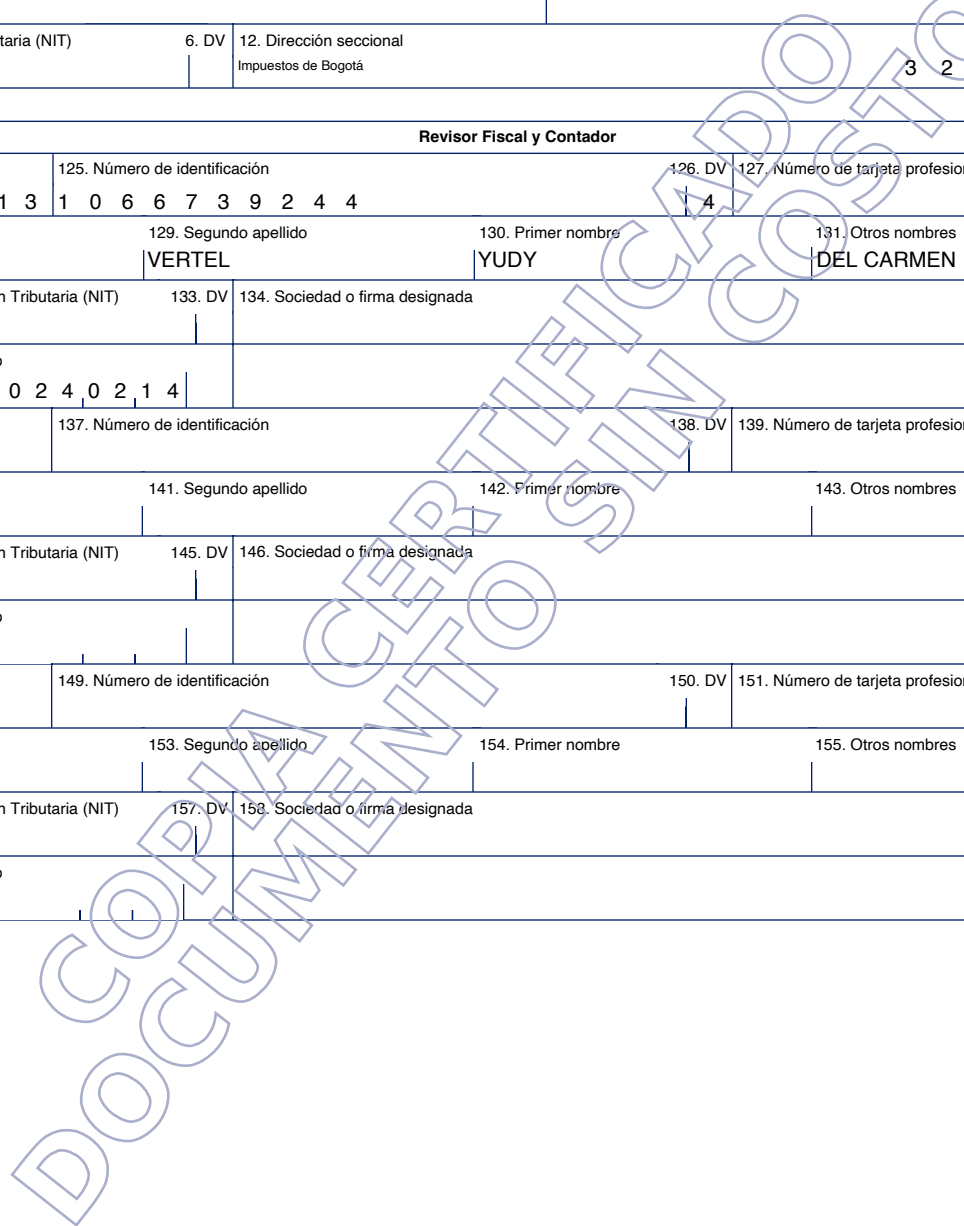 taria (NIT) 6. DV 12. Dirección seccional
Impuestos de Bogotá 3 2
Revisor Fiscal y Contador
125. Número de identificación 126. DV 127. Número de tarjeta profesion
1 3 1 0 6 6 7 3 9 2 4 4 4
129. Segundo apellido 130. Primer nombre 131. Otros nombres
VERTEL YUDY DEL CARMEN
n Tributaria (NIT) 133. DV 134. Sociedad o firma designada
o
0 2 4 0 2 1 4
137. Número de identificación 138. DV 139. Número de tarjeta profesion
141. Segundo apellido 142. Primer nombre 143. Otros nombres
n Tributaria (NIT) 145. DV 146. Sociedad o firma designada
o
149. Número de identificación 150. DV 151. Número de tarjeta profesion
153. Segundo apellido 154. Primer nombre 155. Otros nombres
n Tributaria (NIT) 157. DV 158. Sociedad o firma designada
o
COPIA CERTIFICADO
DOCUMENTO SIN COSTO